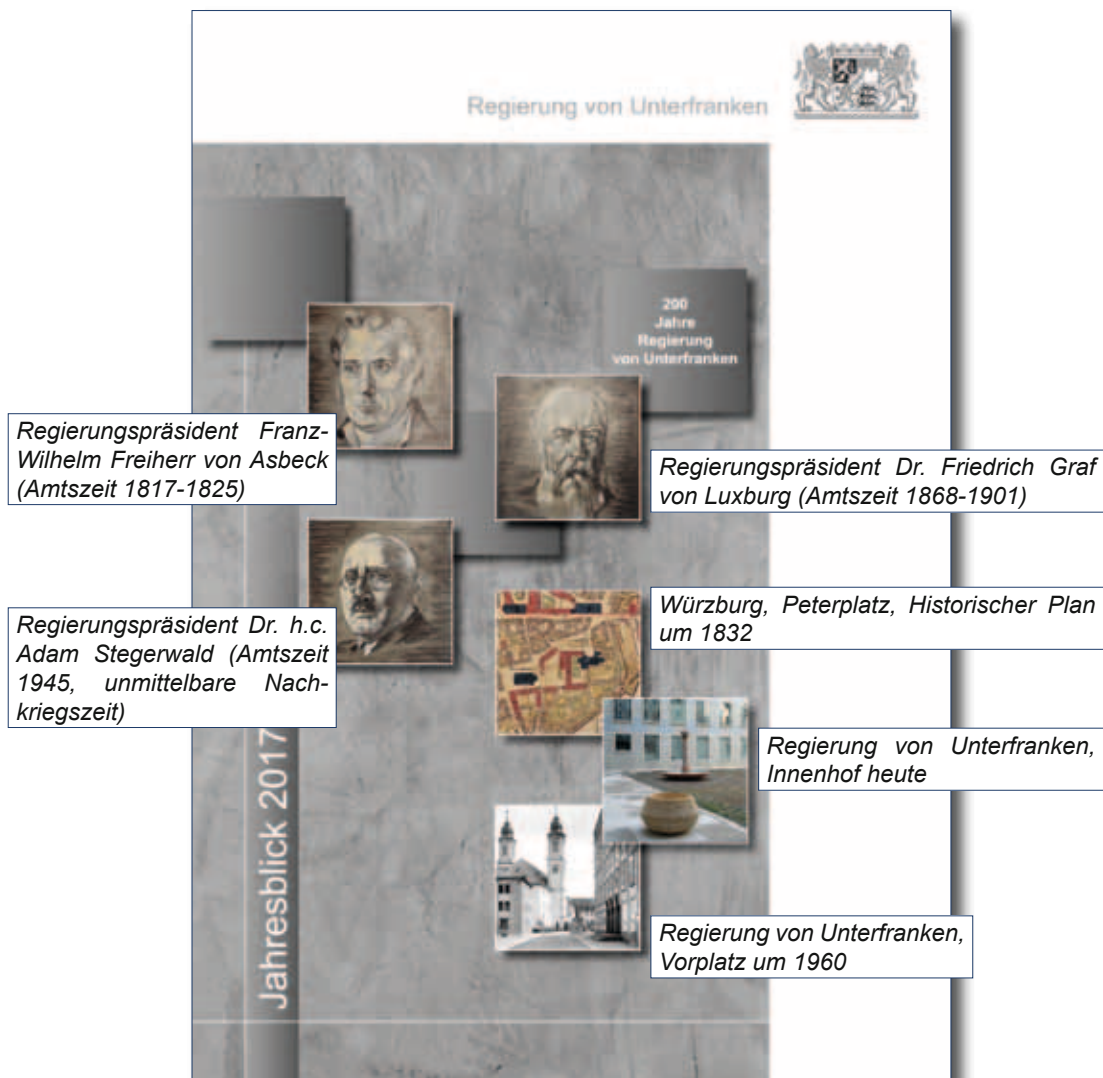 Regierung von Unterfranken
200
Jahre
Regierung
von Unterfranken
Regierungspräsident Franz-
Wilhelm Freiherr von Asbeck
(Amtszeit 1817-1825)
Regierungspräsident Dr. Friedrich Graf
von Luxburg (Amtszeit 1868-1901)
Regierungspräsident Dr. h.c.
Adam Stegerwald (Amtszeit
1945, unmittelbare Nach-
kriegszeit)
Würzburg, Peterplatz, Historischer Plan
um 1832
Regierung von Unterfranken,
Innenhof heute
Regierung von Unterfranken,
Vorplatz um 1960
Jahresblick 2017